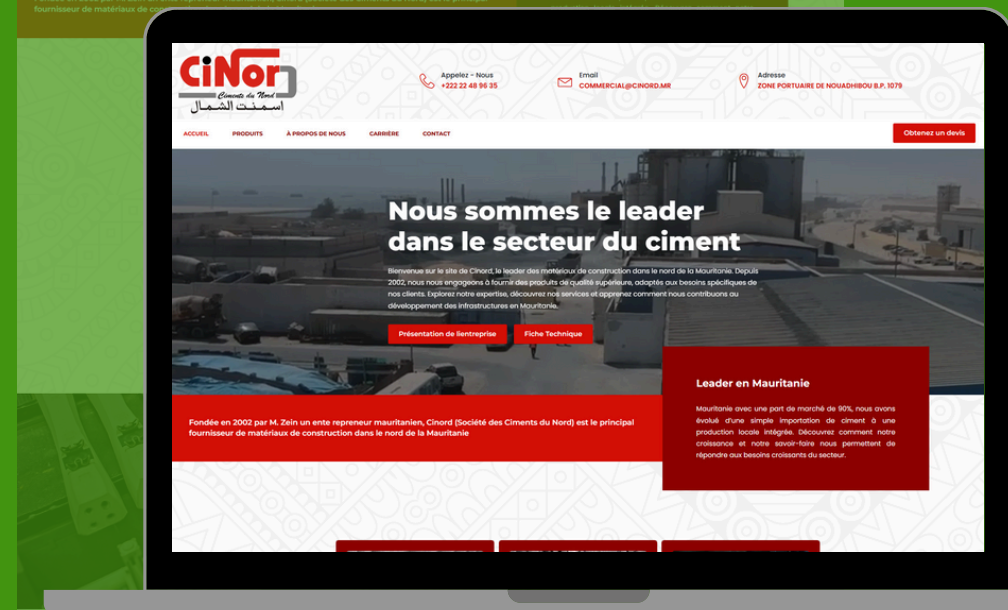 fournisseur de matériaux de cons
CiNord
Ciments du Nord
اسمنت الشمال
Appelez - Nous
+222 22 48 96 35
Email
COMMERCIAL@CINORD.MR
Adresse
ZONE PORTUAIRE DE NOUADHIBOU B.P. 1079
ACCUEIL PRODUITS À PROPOS DE NOUS CARRIÈRE CONTACT
Obtenez un devis
Nous sommes le leader
dans le secteur du ciment
Bienvenue sur le site de Cinord, le leader des matériaux de construction dans le nord de la Mauritanie. Depuis
2002, nous nous engageons à fournir des produits de qualité supérieure, adaptés aux besoins spécifiques de
nos clients. Explorez notre expertise, découvrez nos services et apprenez comment nous contribuons au
développement des infrastructures en Mauritanie.
Présentation de lientreprise Fiche Technique
Leader en Mauritanie
Mauritanie avec une part de marché de 90%, nous avons
évolué d'une simple importation de ciment à une
production locale intégrée. Découvrez comment notre
croissance et notre savoir-faire nous permettent de
répondre aux besoins croissants du secteur.
Fondée en 2002 par M. Zein un ente repreneur mauritanien, Cinord (Société des Ciments du Nord) est le principal
fournisseur de matériaux de construction dans le nord de la Mauritanie